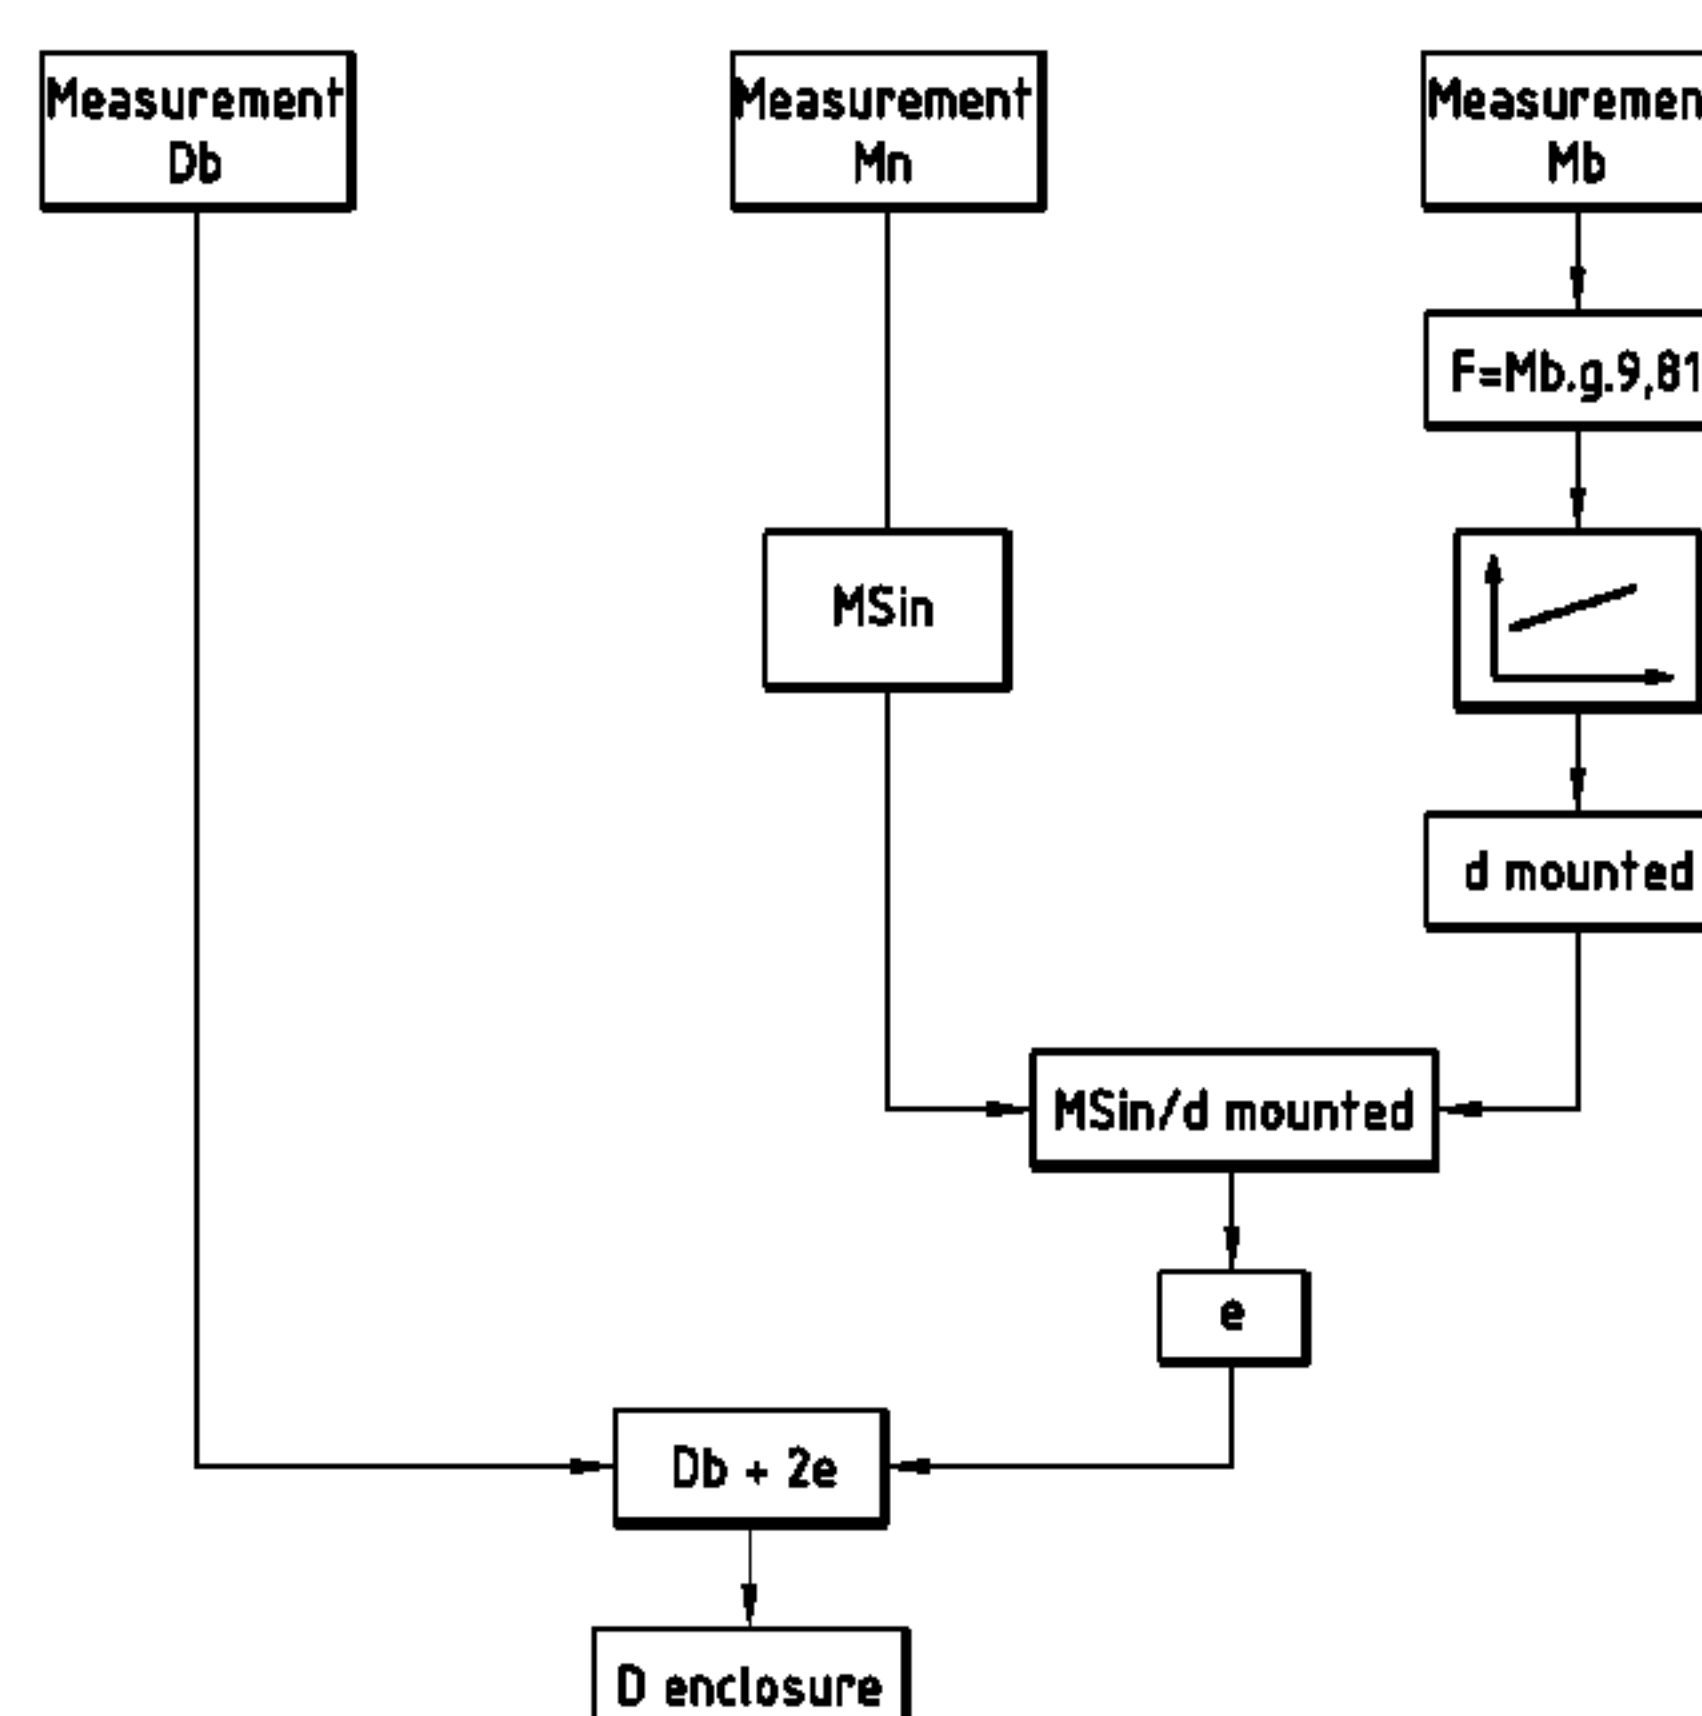 Measurement
Db
Measurement
Mn
Measuremen
Mb
F=Mb.g.9,81
MSin
d mounted
MSin/d mounted
e
Db + 2e
D enclosure